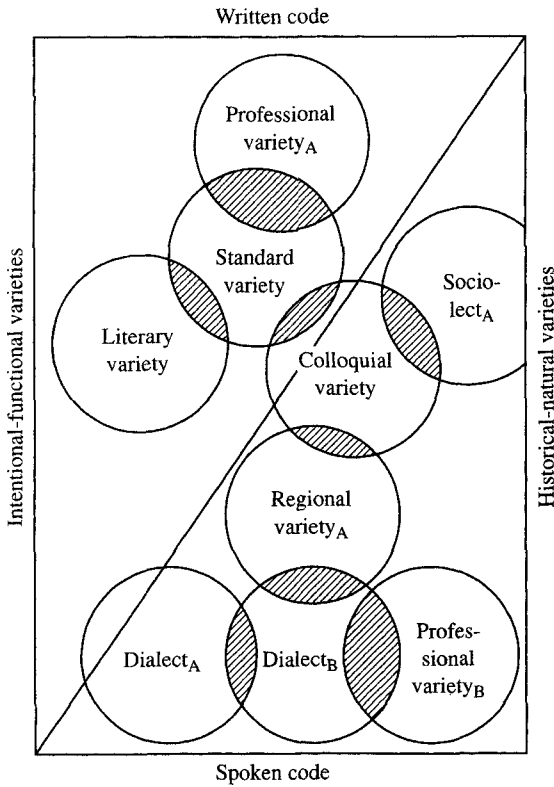 Written code
Professional
variety_A
Standard
variety
Socio-
lect_A
Literary
variety
Colloquial
variety
Intentional-functional varieties
Historical-natural varieties
Regional
variety_A
Dialect_A
Dialect_B
Profes-
sional
variety_B
Spoken code